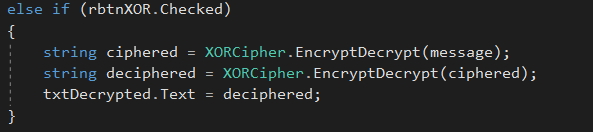 else if (rbtnXOR.Checked)
{
string ciphered = XORCipher.EncryptDecrypt(message);
string deciphered = XORCipher.EncryptDecrypt(ciphered);
txtDecrypted.Text = deciphered;
}